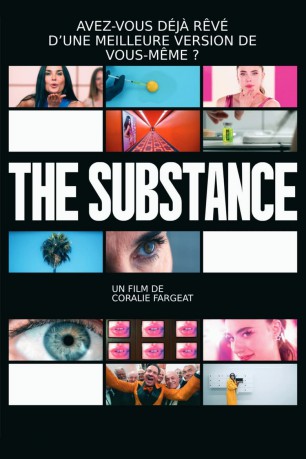 AVEZ-VOUS DÉJÀ RÊVÉ
D'UNE MEILLEURE VERSION DE
VOUS-MÊME ?
THE SUBSTANCE
UN FILM DE
CORALIE FARGEAT